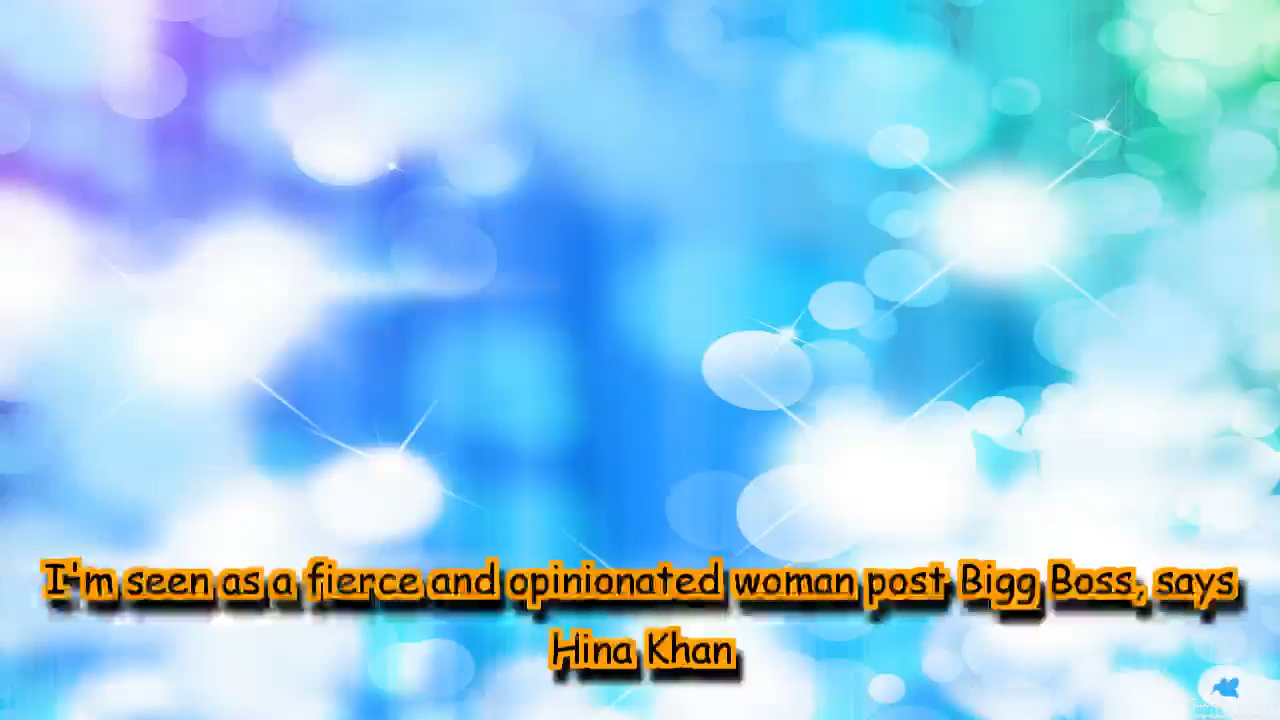 I'm seen as a fierce and opinionated woman post Bigg Boss, says
Hina Khan